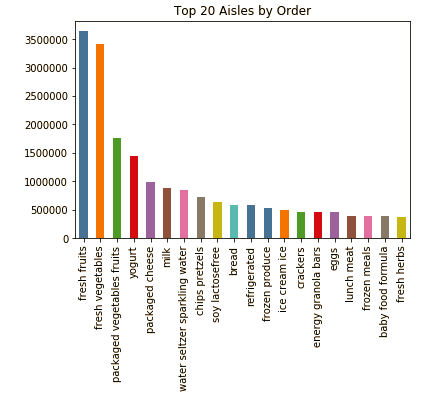 Top 20 Aisles by Order
3500000
3000000
2500000
2000000
1500000
1000000
500000
0
fresh fruits
fresh vegetables
packaged vegetables fruits
yogurt
packaged cheese
milk
water seltzer sparkling water
chips pretzels
soy lactosefree
bread
refrigerated
frozen produce
ice cream ice
crackers
energy granola bars
eggs
lunch meat
frozen meals
baby food formula
fresh herbs